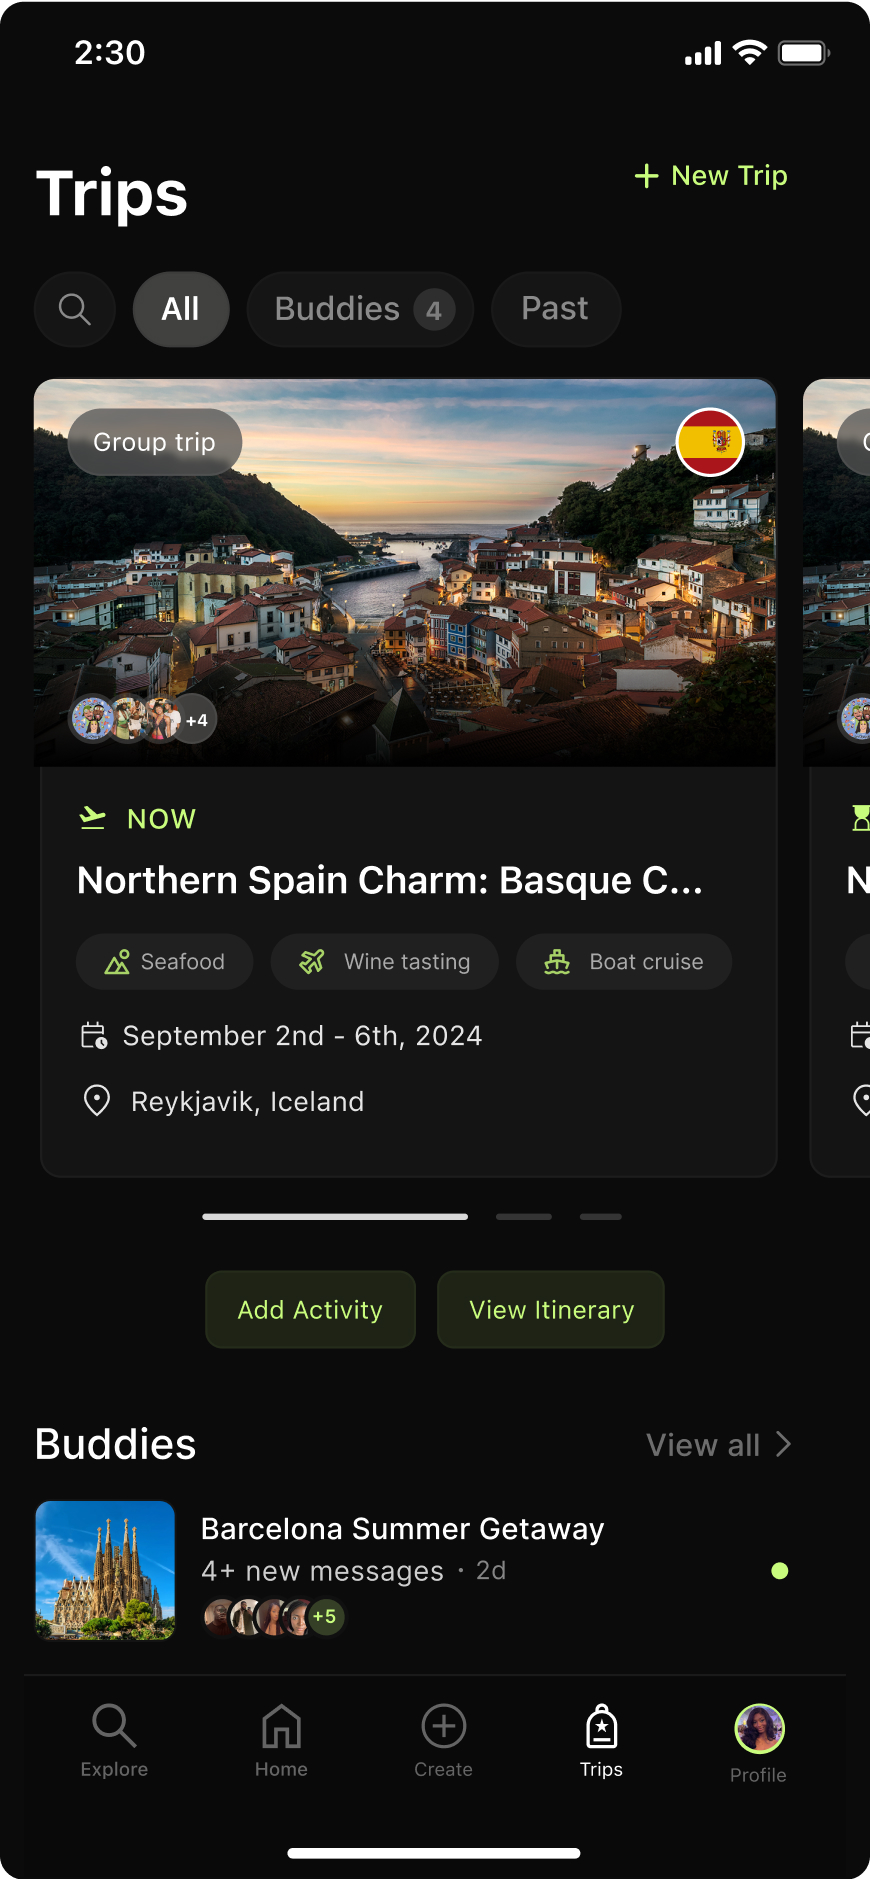 2:30
Trips
+ New Trip
All
Buddies 4
Past
Group trip
+4
NOW
Northern Spain Charm: Basque C...
N
Seafood
Wine tasting
Boat cruise
September 2nd - 6th, 2024
Reykjavik, Iceland
Add Activity
View Itinerary
Buddies
View all
Barcelona Summer Getaway
4+ new messages · 2d
+5
Explore
Home
Create
Trips
Profile